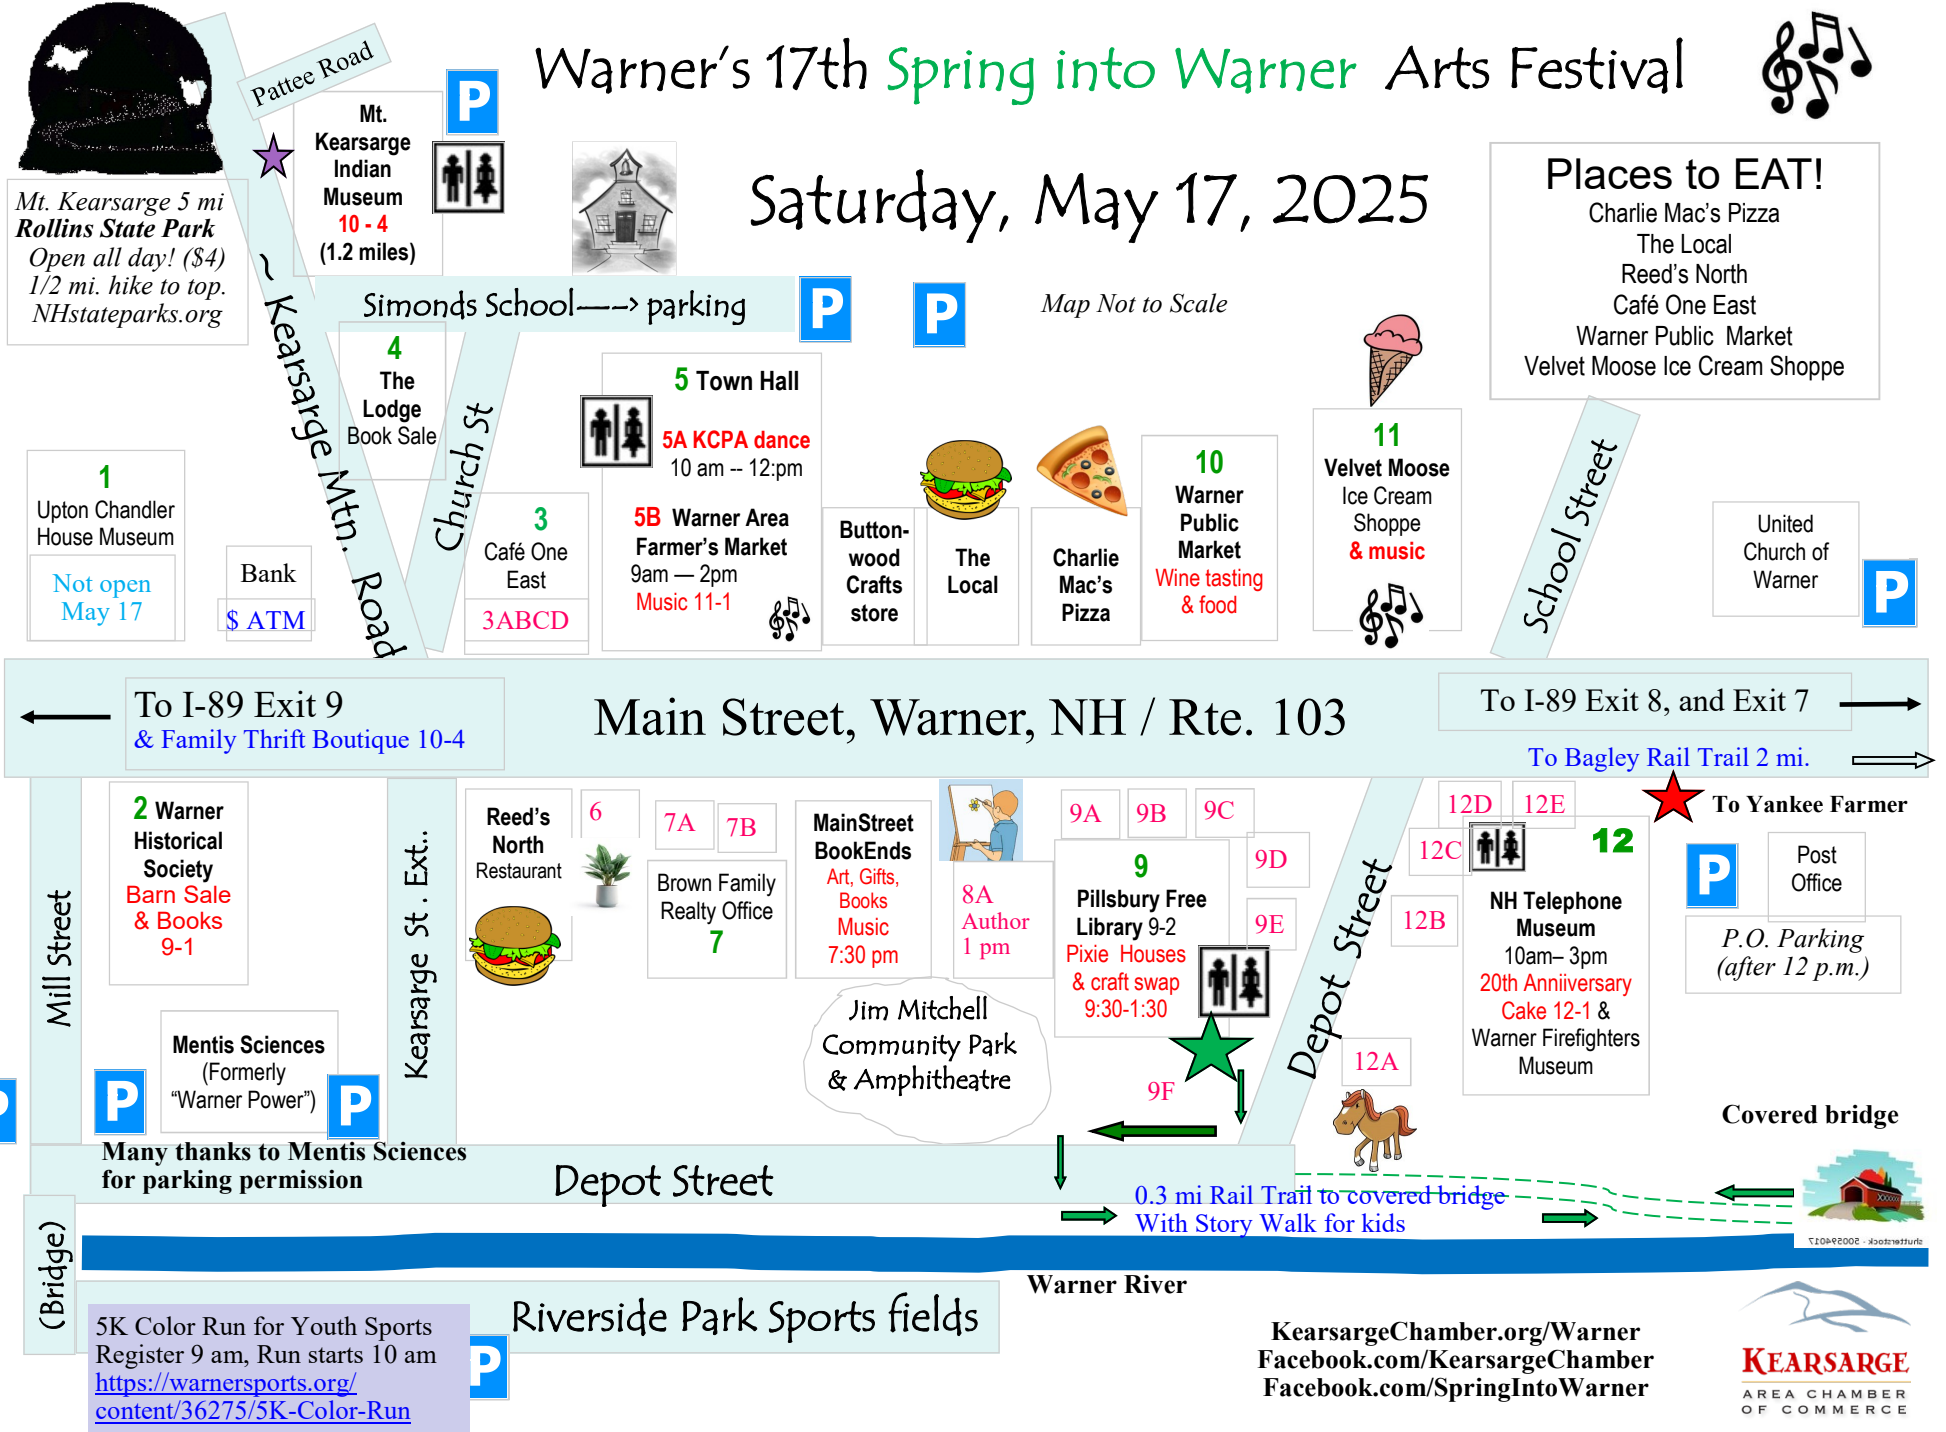 Warner's 17th Spring into Warner Arts Festival
Saturday, May 17, 2025
Map Not to Scale
Pattee Road
Mt.
Kearsarge
Indian
Museum
10 - 4
(1.2 miles)
P
Mt. Kearsarge 5 mi
Rollins State Park
Open all day! ($4)
1/2 mi. hike to top.
NHstateparks.org
~ Kearsarge Mtn. Road
Simonds School----> parking
P
P
Places to EAT!
Charlie Mac's Pizza
The Local
Reed's North
Café One East
Warner Public Market
Velvet Moose Ice Cream Shoppe
4
The
Lodge
Book Sale
Church St
1
Upton Chandler
House Museum
Not open
May 17
Bank
$ ATM
3
Café One
East
3ABCD
5 Town Hall
5A KCPA dance
10 am -- 12:pm
5B Warner Area
Farmer's Market
9am — 2pm
Music 11-1
Button-
wood
Crafts
store
The
Local
Charlie
Mac's
Pizza
10
Warner
Public
Market
Wine tasting
& food
11
Velvet Moose
Ice Cream
Shoppe
& music
School Street
United
Church of
Warner
P
To I-89 Exit 9
& Family Thrift Boutique 10-4
Main Street, Warner, NH / Rte. 103
To I-89 Exit 8, and Exit 7
To Bagley Rail Trail 2 mi.
To Yankee Farmer
Mill Street
2 Warner
Historical
Society
Barn Sale
& Books
9-1
Kearsarge St . Ext..
Reed's
North
Restaurant
6
7A
7B
Brown Family
Realty Office
7
MainStreet
BookEnds
Art, Gifts,
Books
Music
7:30 pm
8A
Author
1 pm
9A
9B
9C
9D
9E
9
Pillsbury Free
Library 9-2
Pixie Houses
& craft swap
9:30-1:30
9F
Depot Street
12D
12E
12C
12B
12A
12
NH Telephone
Museum
10am– 3pm
20th Anniiversary
Cake 12-1 &
Warner Firefighters
Museum
P
Post
Office
P.O. Parking
(after 12 p.m.)
Jim Mitchell
Community Park
& Amphitheatre
Mentis Sciences
(Formerly
"Warner Power")
P
P
P
Many thanks to Mentis Sciences
for parking permission
Depot Street
Covered bridge
0.3 mi Rail Trail to covered bridge
With Story Walk for kids
shutterstock · 500594017
(Bridge)
Warner River
Riverside Park Sports fields
5K Color Run for Youth Sports
Register 9 am, Run starts 10 am
https://warnersports.org/
content/36275/5K-Color-Run
P
KearsargeChamber.org/Warner
Facebook.com/KearsargeChamber
Facebook.com/SpringIntoWarner
KEARSARGE
AREA CHAMBER
OF COMMERCE